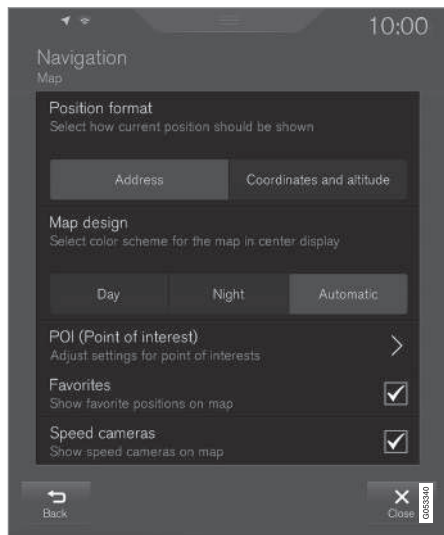 10:00
Navigation
Map
Position format
Select how current position should be shown
Address
Coordinates and altitude
Map design
Select color scheme for the map in center display
Day
Night
Automatic
POI (Point of interest)
Adjust settings for point of interests
Favorites
Show favorite positions on map
Speed cameras
Show speed cameras on map
Back
Close
G053340